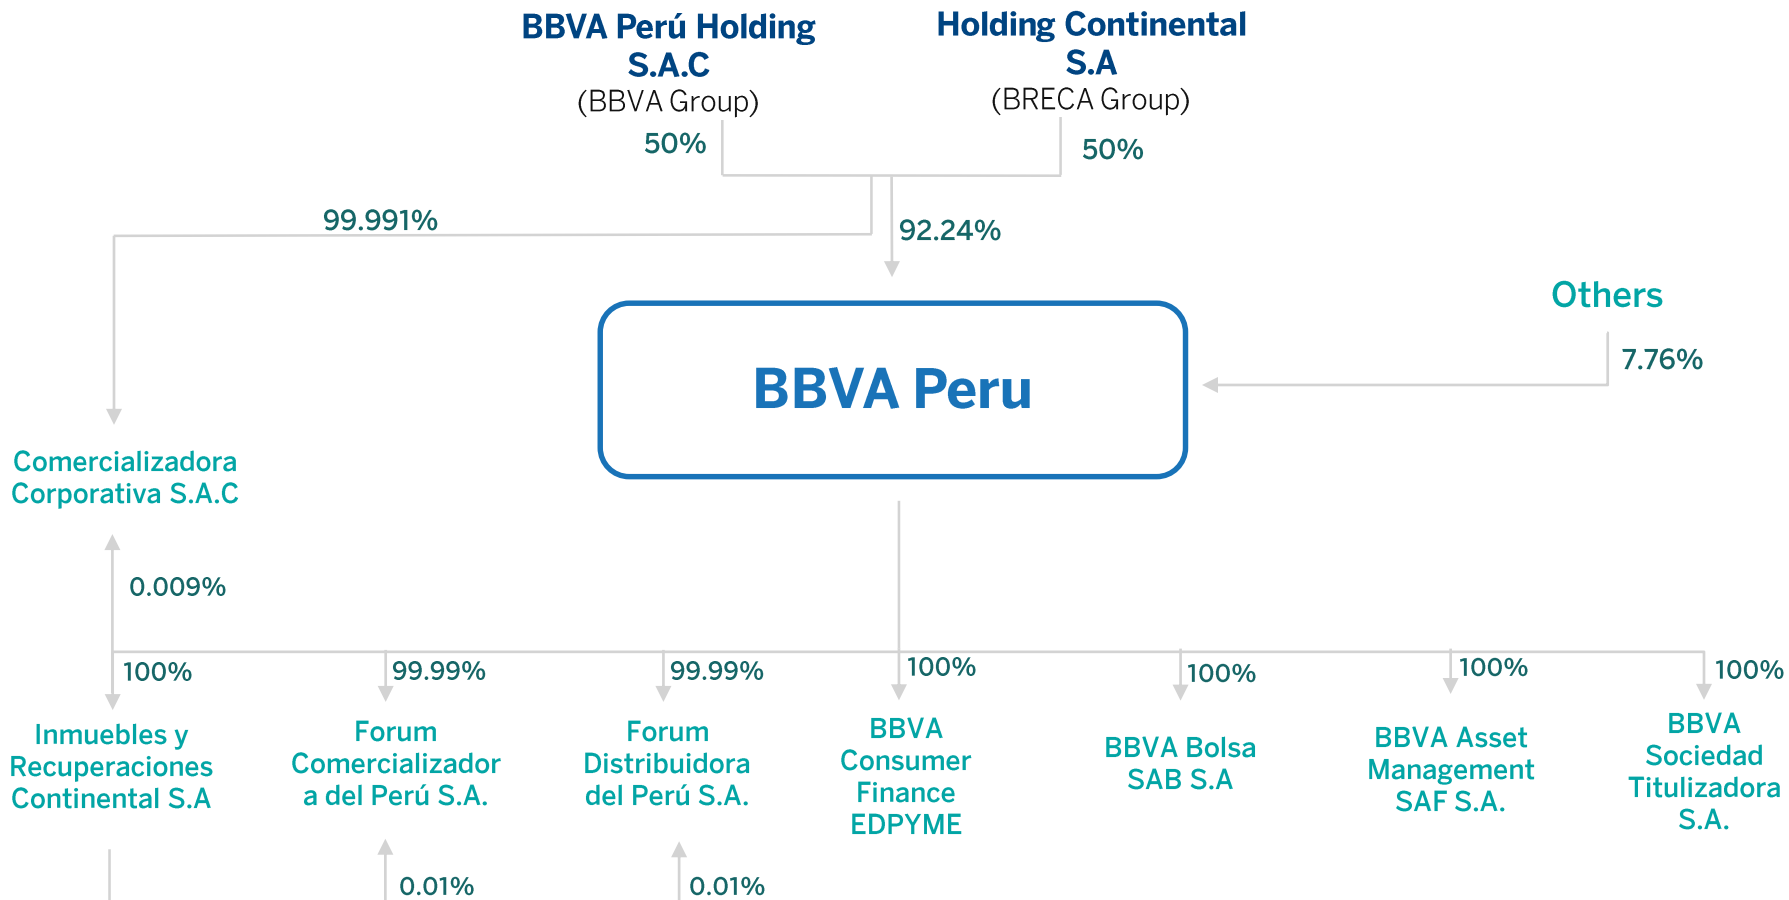 BBVA Perú Holding
S.A.C
(BBVA Group)
50%
Holding Continental
S.A
(BRECA Group)
50%
99.991%
92.24%
Others
7.76%
BBVA Peru
Comercializadora
Corporativa S.A.C
0.009%
100%
99.99%
99.99%
100%
100%
100%
100%
Inmuebles y
Recuperaciones
Continental S.A
Forum
Comercializador
a del Perú S.A.
Forum
Distribuidora
del Perú S.A.
BBVA
Consumer
Finance
EDPYME
BBVA Bolsa
SAB S.A
BBVA Asset
Management
SAF S.A.
BBVA
Sociedad
Titulizadora
S.A.
0.01%
0.01%